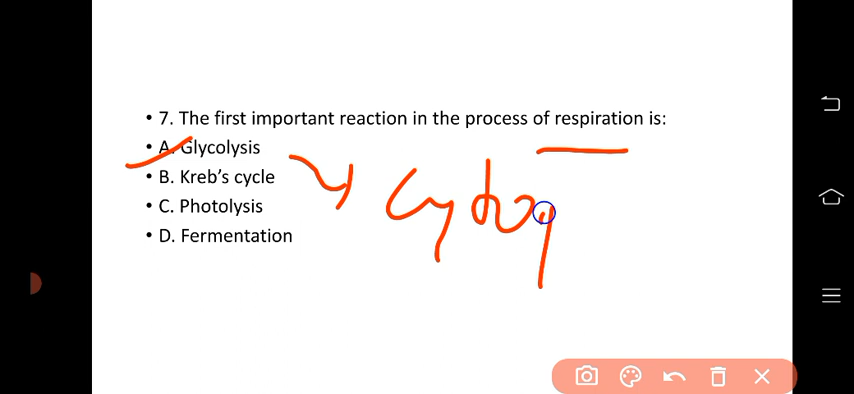 • 7. The first important reaction in the process of respiration is:
• A. Glycolysis
• B. Kreb’s cycle
• C. Photolysis
• D. Fermentation